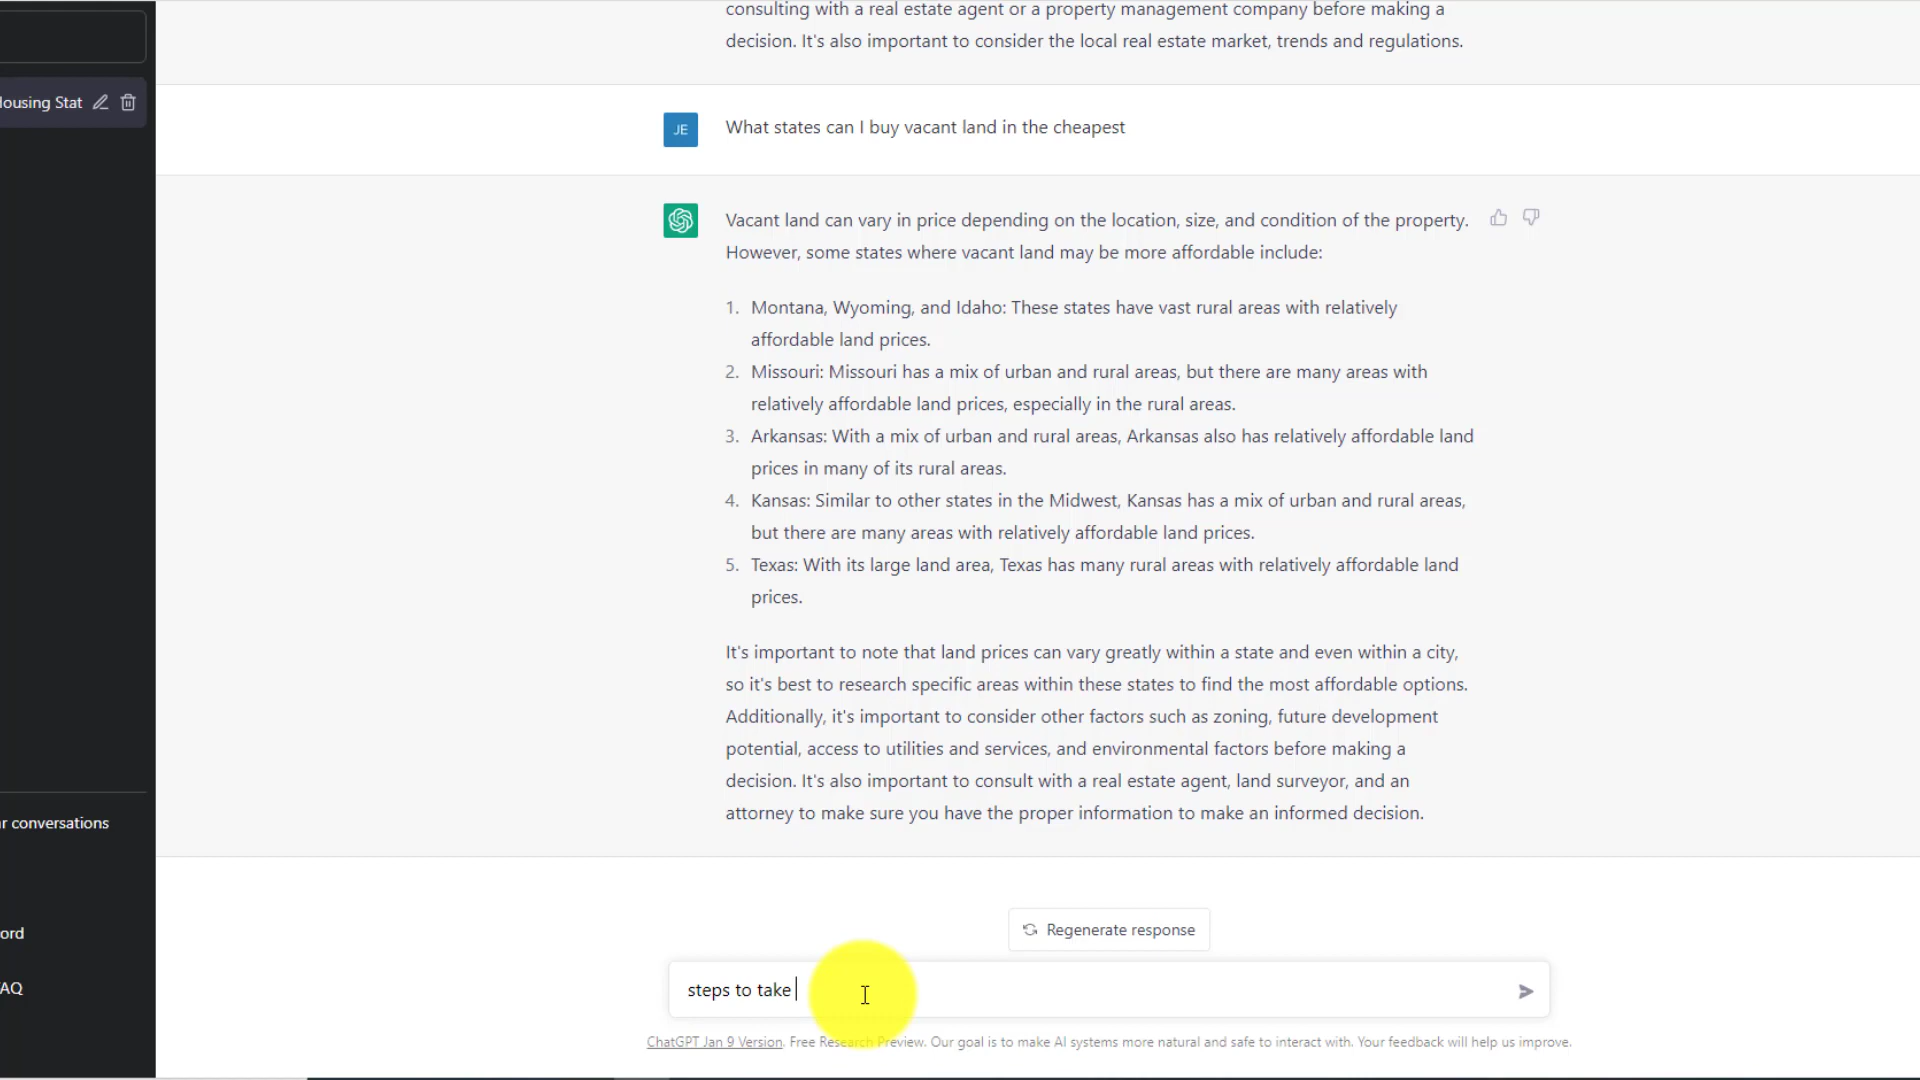 consulting with a real estate agent or a property management company before making a
decision. It's also important to consider the local real estate market, trends and regulations.
ousing Stat
JE
What states can I buy vacant land in the cheapest
Vacant land can vary in price depending on the location, size, and condition of the property.
However, some states where vacant land may be more affordable include:
1. Montana, Wyoming, and Idaho: These states have vast rural areas with relatively
affordable land prices.
2. Missouri: Missouri has a mix of urban and rural areas, but there are many areas with
relatively affordable land prices, especially in the rural areas.
3. Arkansas: With a mix of urban and rural areas, Arkansas also has relatively affordable land
prices in many of its rural areas.
4. Kansas: Similar to other states in the Midwest, Kansas has a mix of urban and rural areas,
but there are many areas with relatively affordable land prices.
5. Texas: With its large land area, Texas has many rural areas with relatively affordable land
prices.
It's important to note that land prices can vary greatly within a state and even within a city,
so it's best to research specific areas within these states to find the most affordable options.
Additionally, it's important to consider other factors such as zoning, future development
potential, access to utilities and services, and environmental factors before making a
decision. It's also important to consult with a real estate agent, land surveyor, and an
attorney to make sure you have the proper information to make an informed decision.
r conversations
ord
AQ
Regenerate response
steps to take
ChatGPT Jan 9 Version. Free Research Preview. Our goal is to make AI systems more natural and safe to interact with. Your feedback will help us improve.